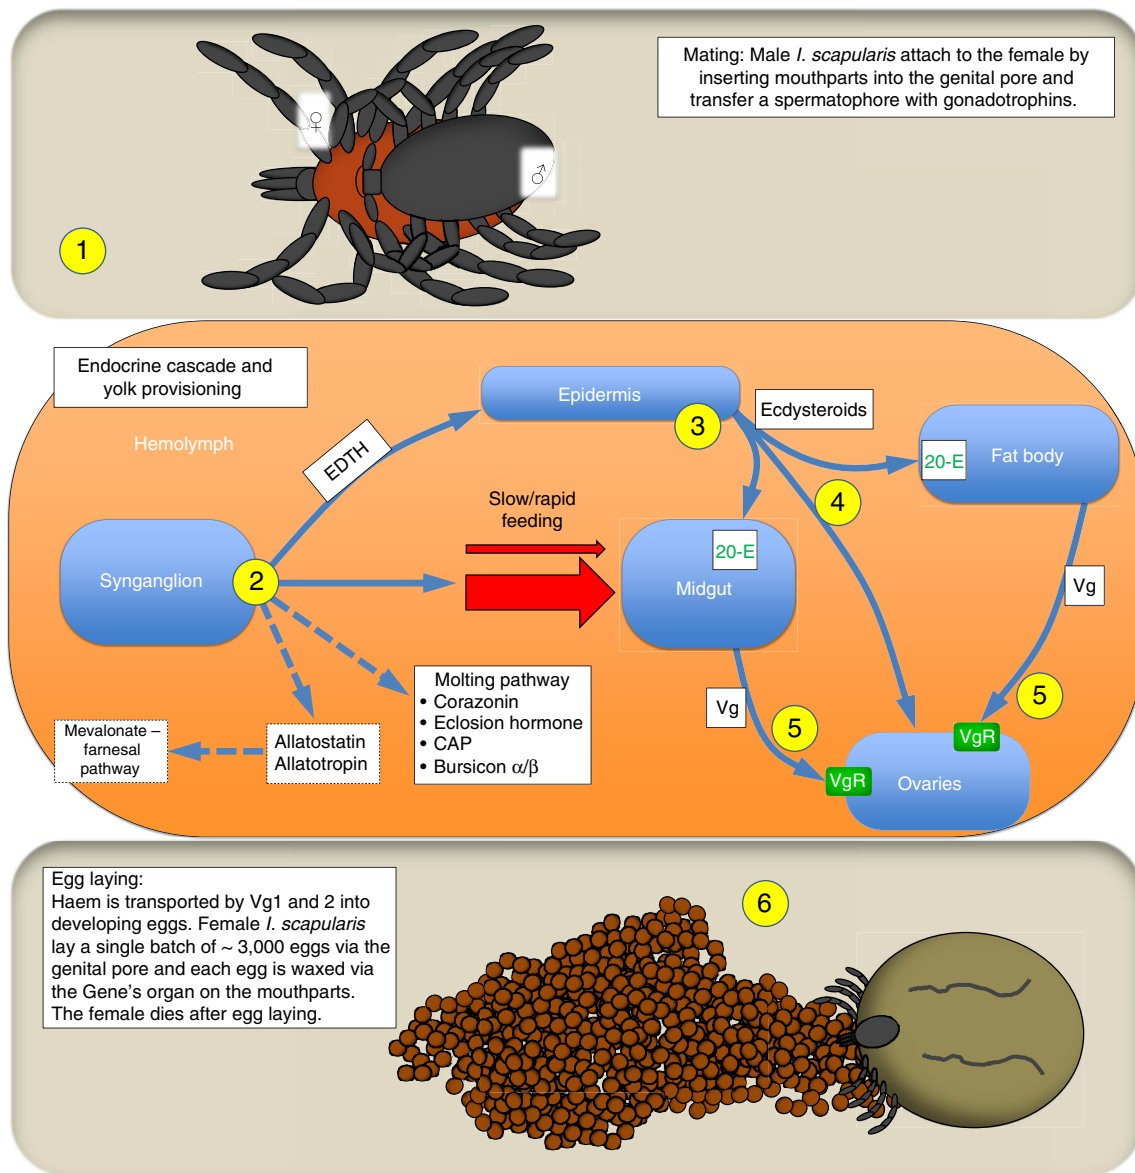 Mating: Male I. scapularis attach to the female by
inserting mouthparts into the genital pore and
transfer a spermatophore with gonadotrophins.
♀
♂
1
Endocrine cascade and
yolk provisioning
Hemolymph
EDTH
Epidermis
3
Ecdysteroids
20-E
Fat body
4
Slow/rapid
feeding
Synganglion
2
20-E
Midgut
Vg
Vg
Molting pathway
• Corazonin
• Eclosion hormone
• CAP
• Bursicon α/β
Mevalonate –
farnesal
pathway
Allatostatin
Allatotropin
5
5
VgR
VgR
Ovaries
Egg laying:
Haem is transported by Vg1 and 2 into
developing eggs. Female I. scapularis
lay a single batch of ~ 3,000 eggs via the
genital pore and each egg is waxed via
the Gene's organ on the mouthparts.
The female dies after egg laying.
6